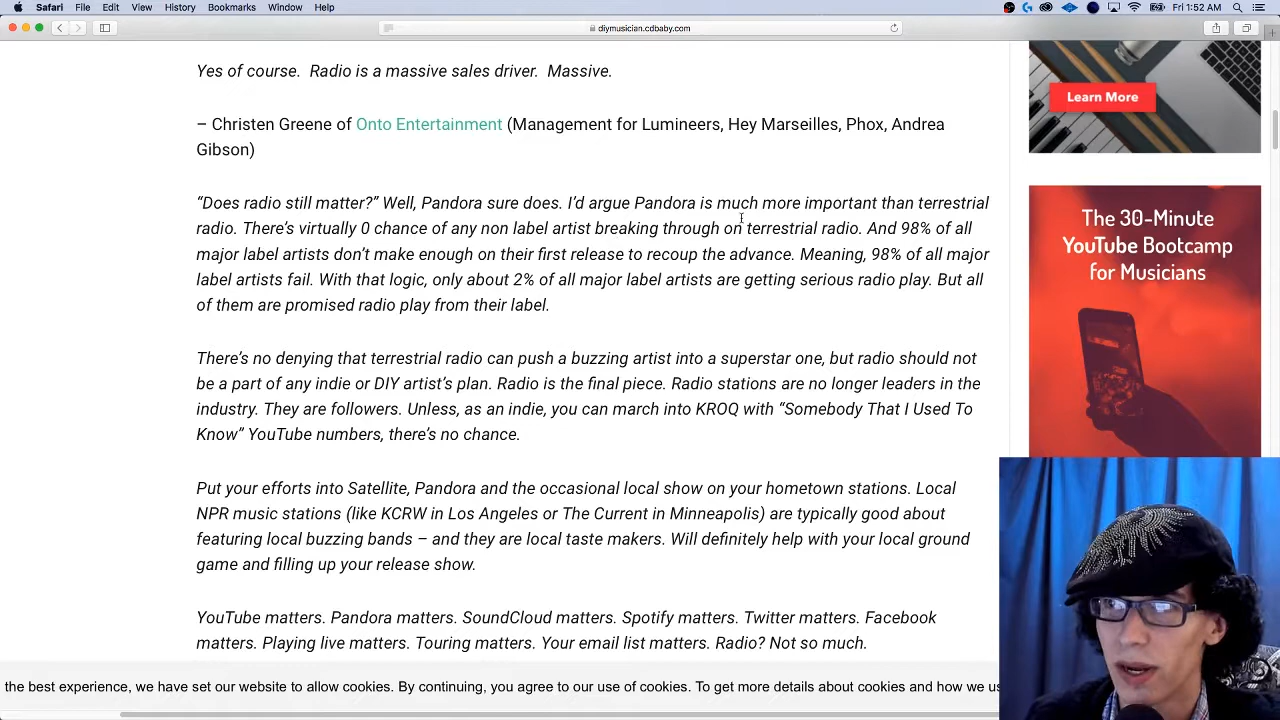 Safari File Edit View History Bookmarks Window Help
Fri 1:52 AM
diymusician.cdbaby.com
Yes of course. Radio is a massive sales driver. Massive.
– Christen Greene of Onto Entertainment (Management for Lumineers, Hey Marseilles, Phox, Andrea
Gibson)
“Does radio still matter?” Well, Pandora sure does. I’d argue Pandora is much more important than terrestrial
radio. There’s virtually 0 chance of any non label artist breaking through on terrestrial radio. And 98% of all
major label artists don’t make enough on their first release to recoup the advance. Meaning, 98% of all major
label artists fail. With that logic, only about 2% of all major label artists are getting serious radio play. But all
of them are promised radio play from their label.
There’s no denying that terrestrial radio can push a buzzing artist into a superstar one, but radio should not
be a part of any indie or DIY artist’s plan. Radio is the final piece. Radio stations are no longer leaders in the
industry. They are followers. Unless, as an indie, you can march into KROQ with “Somebody That I Used To
Know” YouTube numbers, there’s no chance.
Put your efforts into Satellite, Pandora and the occasional local show on your hometown stations. Local
NPR music stations (like KCRW in Los Angeles or The Current in Minneapolis) are typically good about
featuring local buzzing bands – and they are local taste makers. Will definitely help with your local ground
game and filling up your release show.
YouTube matters. Pandora matters. SoundCloud matters. Spotify matters. Twitter matters. Facebook
matters. Playing live matters. Touring matters. Your email list matters. Radio? Not so much.
the best experience, we have set our website to allow cookies. By continuing, you agree to our use of cookies. To get more details about cookies and how we us
Learn More
The 30-Minute
YouTube Bootcamp
for Musicians